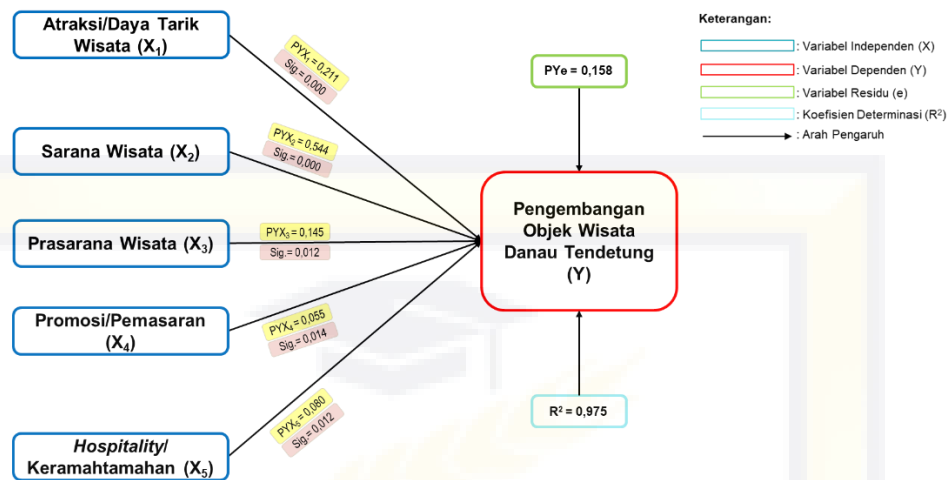 Atraksi/Daya Tarik
Wisata (X₁)
PYX₁ = 0,211
Sig.= 0,000
Sarana Wisata (X₂)
PYX₂ = 0,544
Sig.= 0,000
Prasarana Wisata (X₃)
PYX₃ = 0,145
Sig.= 0,012
Promosi/Pemasaran
(X₄)
PYX₄ = 0,055
Sig.= 0,014
Hospitality/
Keramahtamahan (X₅)
PYX₅ = 0,080
Sig.= 0,012
PYe = 0,158
Pengembangan
Objek Wisata
Danau Tendetung
(Y)
R² = 0,975
Keterangan:
: Variabel Independen (X)
: Variabel Dependen (Y)
: Variabel Residu (e)
: Koefisien Determinasi (R²)
: Arah Pengaruh